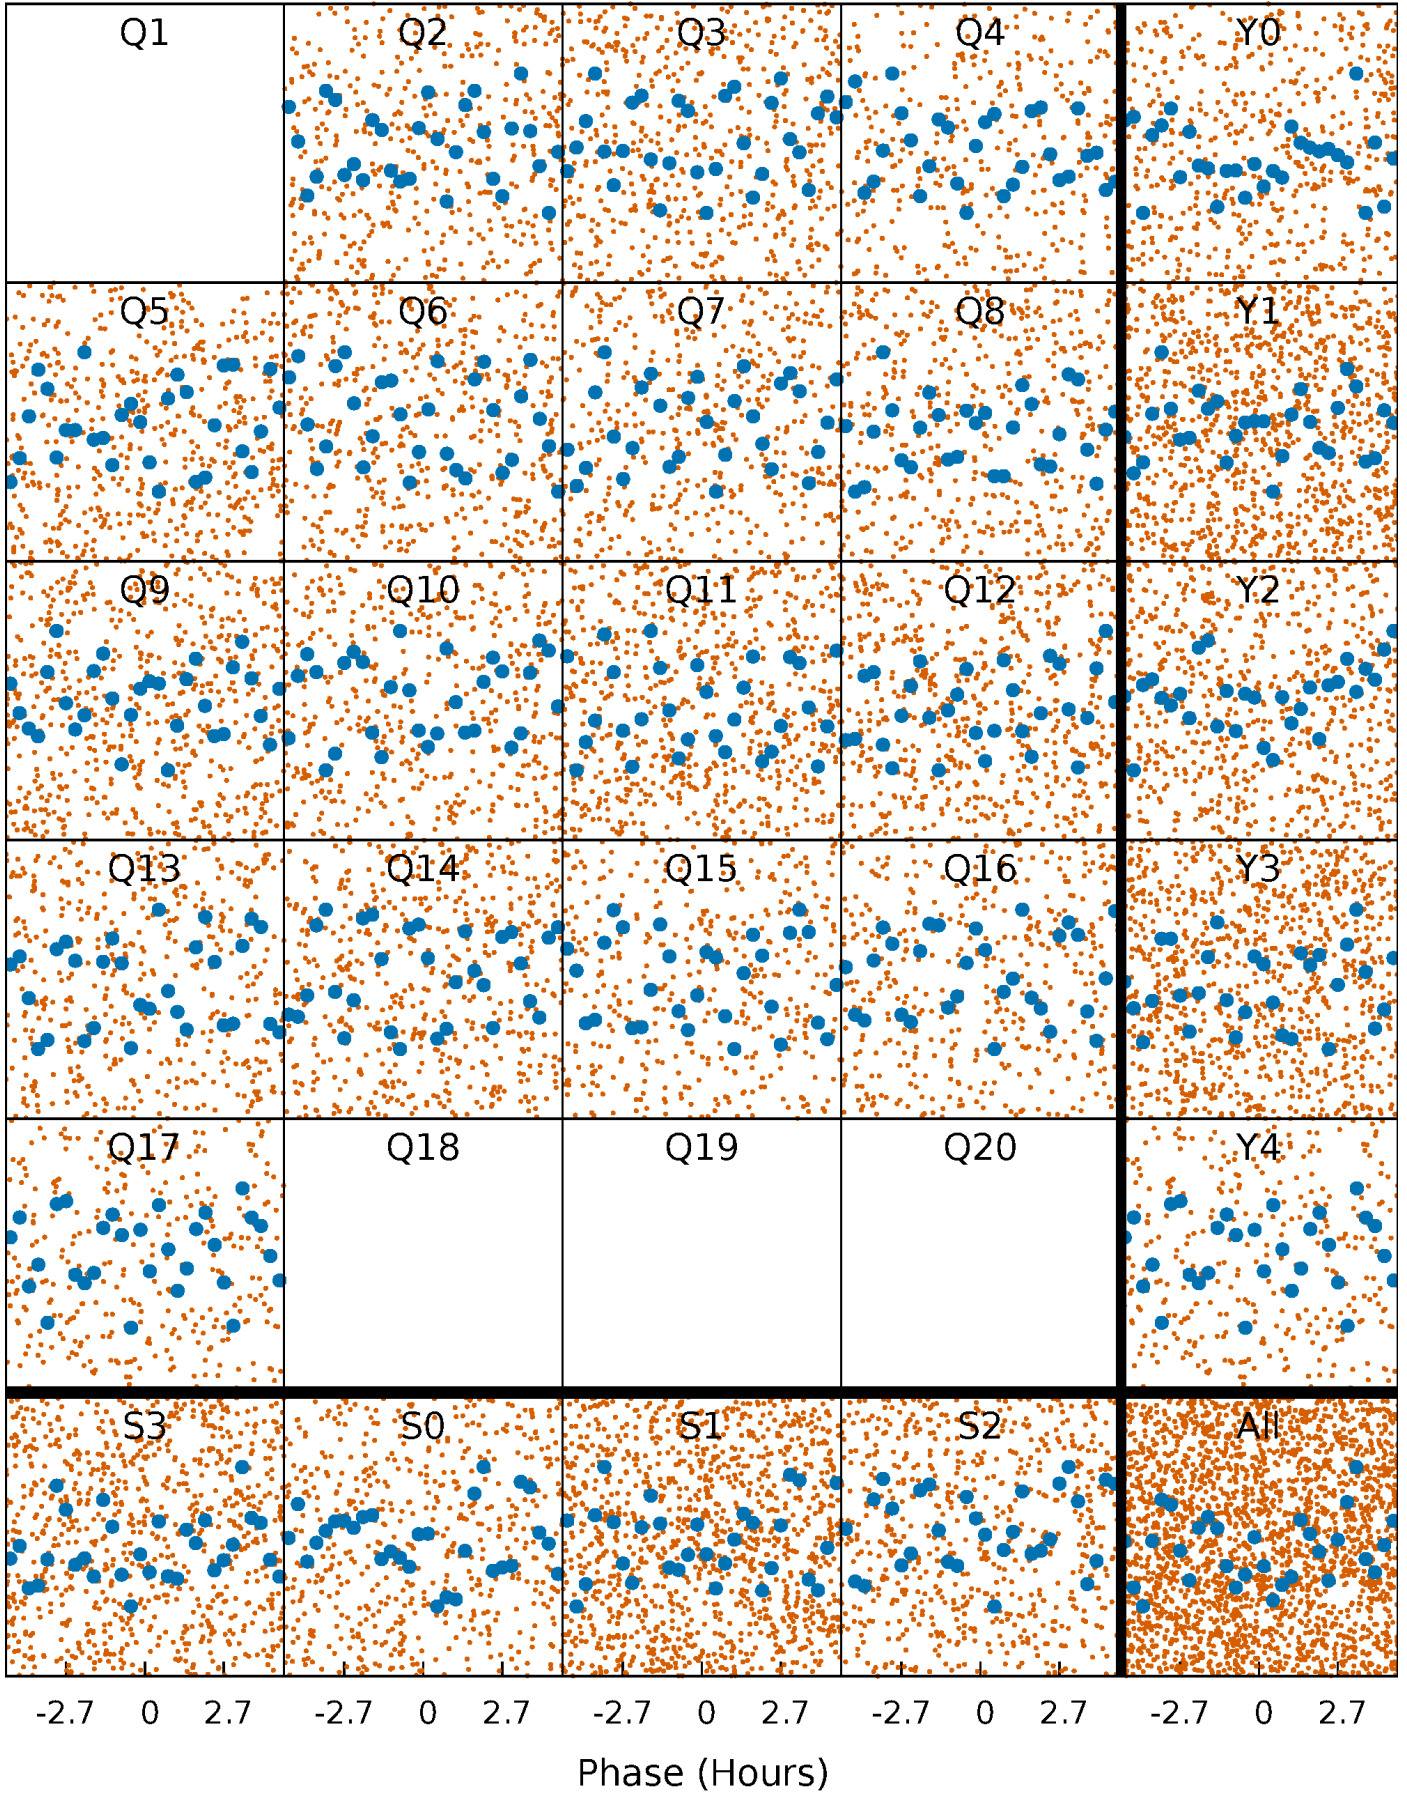 Q1 Q2 Q3 Q4 Y0
Q5 Q6 Q7 Q8 Y1
Q9 Q10 Q11 Q12 Y2
Q13 Q14 Q15 Q16 Y3
Q17 Q18 Q19 Q20 Y4
S3 S0 S1 S2 All
-2.7 0 2.7 -2.7 0 2.7 -2.7 0 2.7 -2.7 0 2.7 -2.7 0 2.7
Phase (Hours)